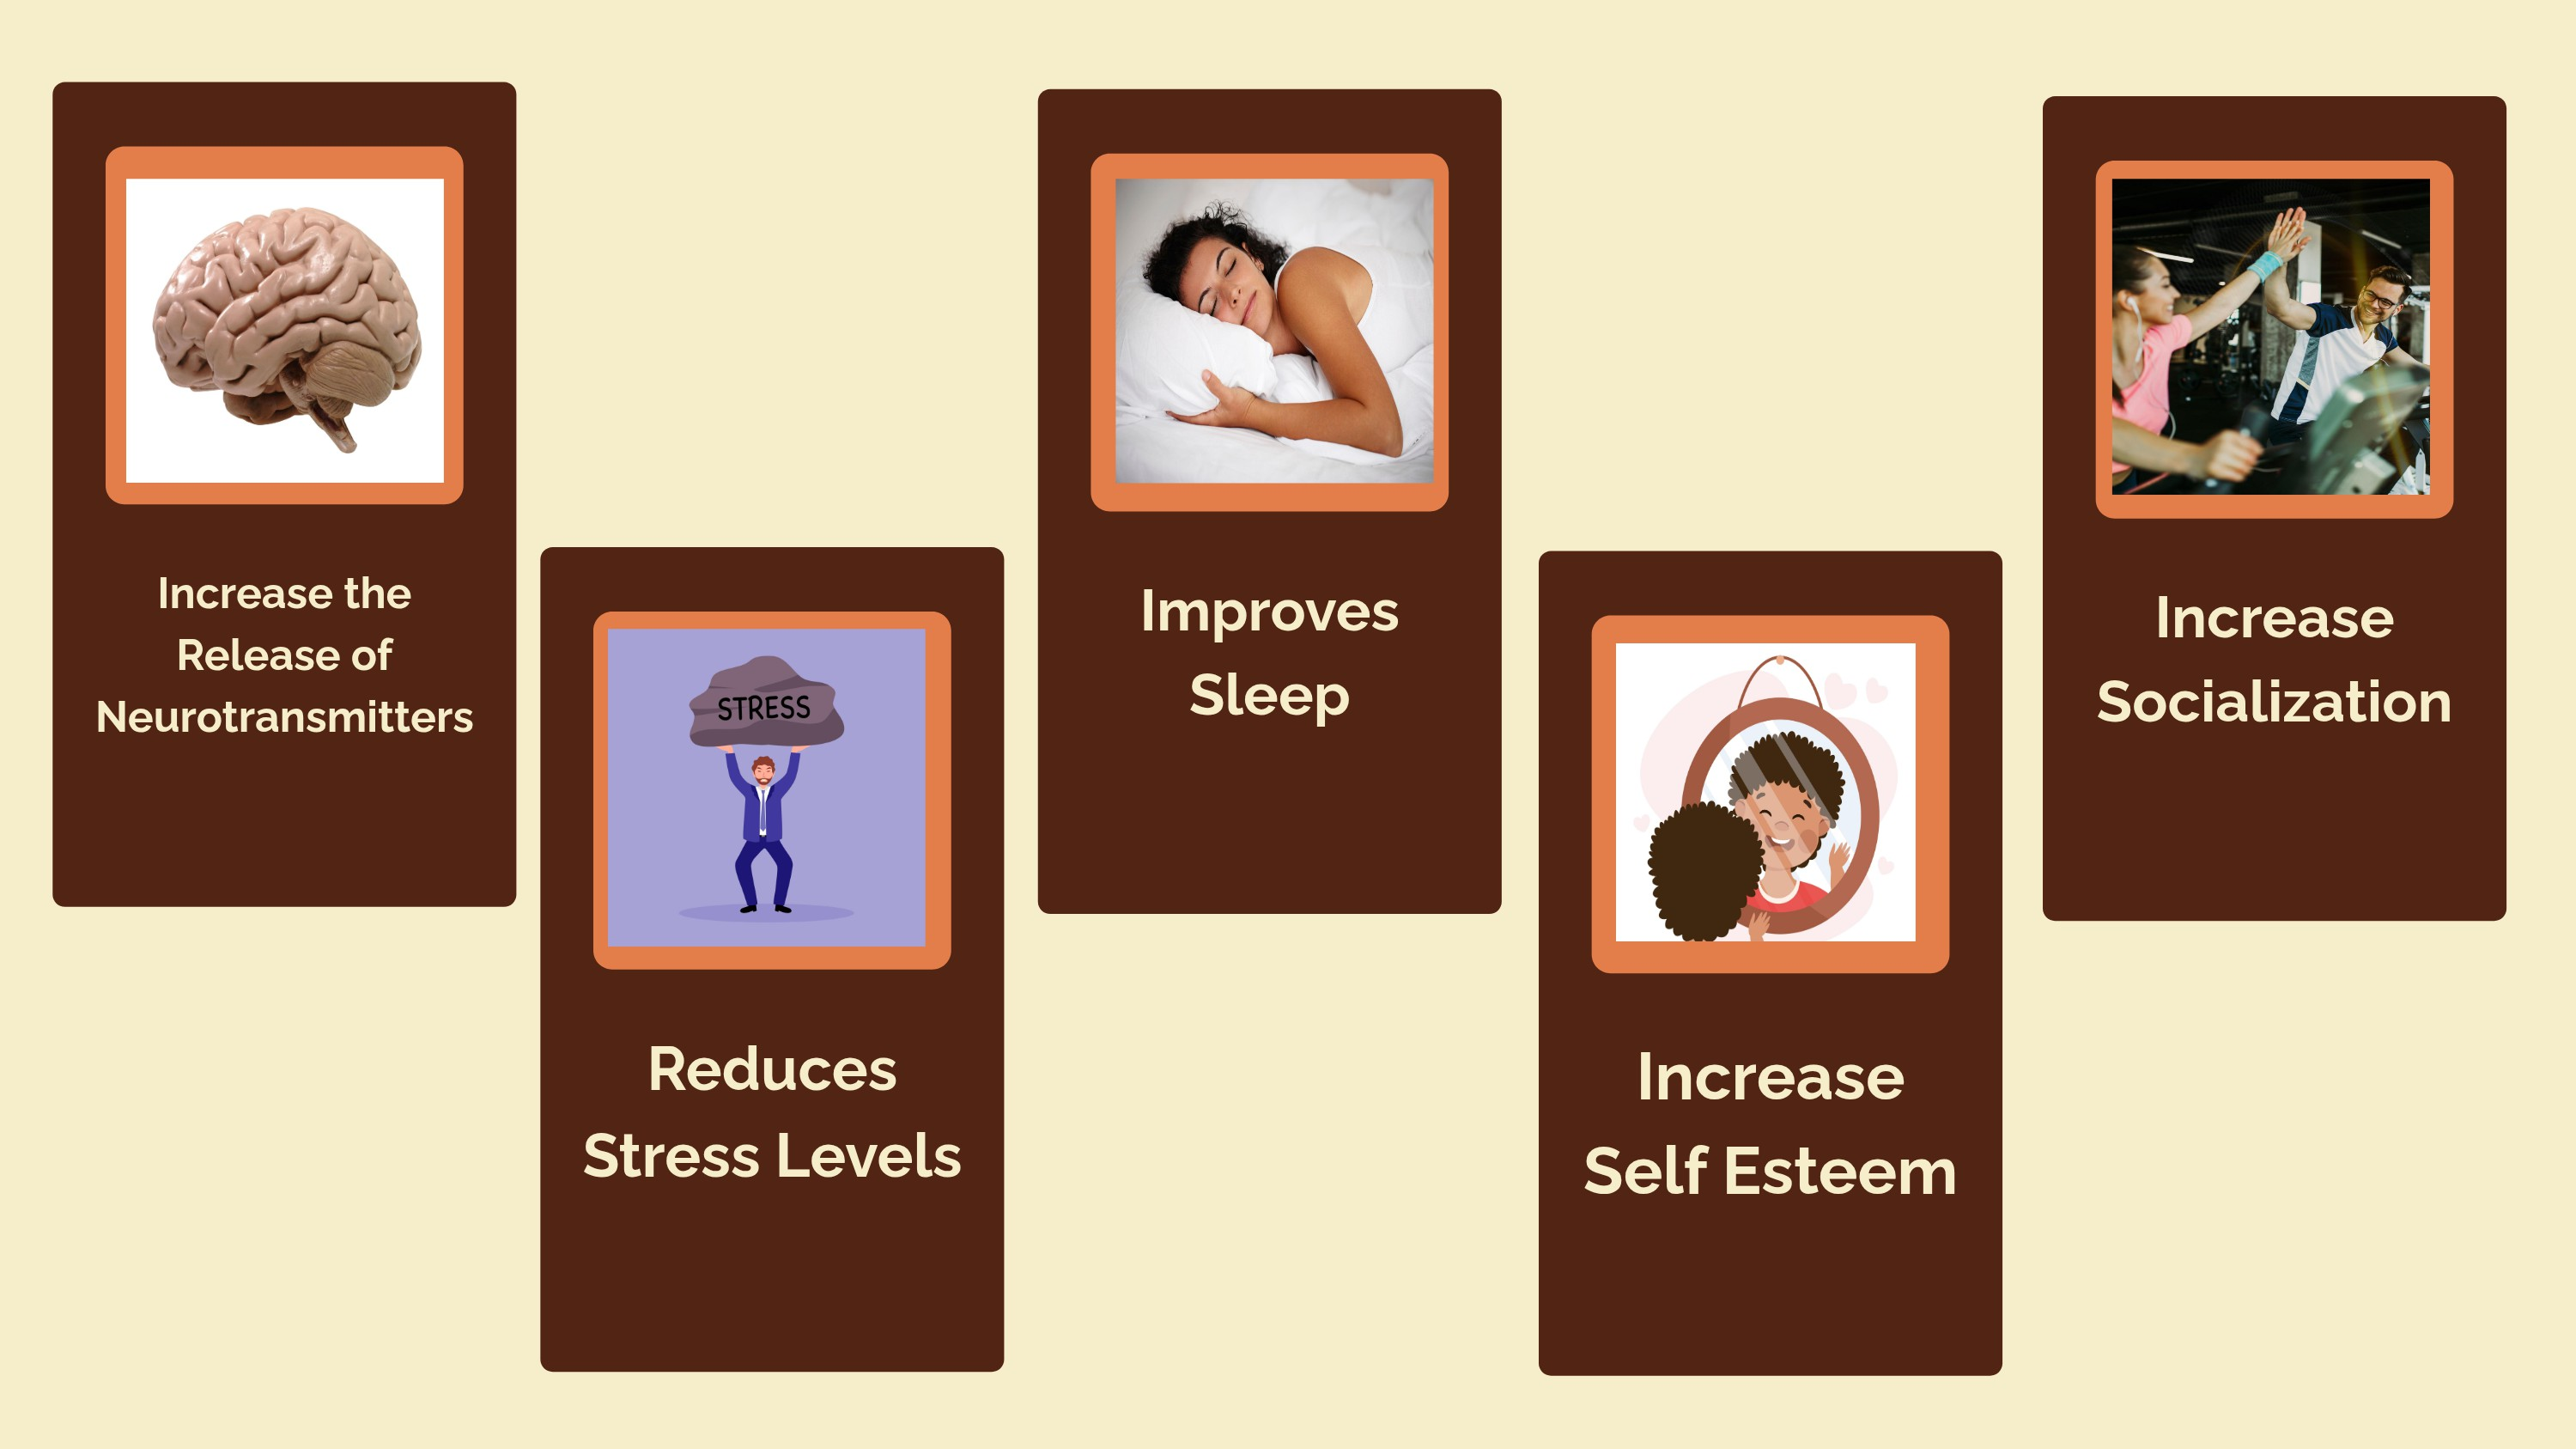 Increase the
Release of
Neurotransmitters
STRESS
Reduces
Stress Levels
Improves
Sleep
Increase
Self Esteem
Increase
Socialization